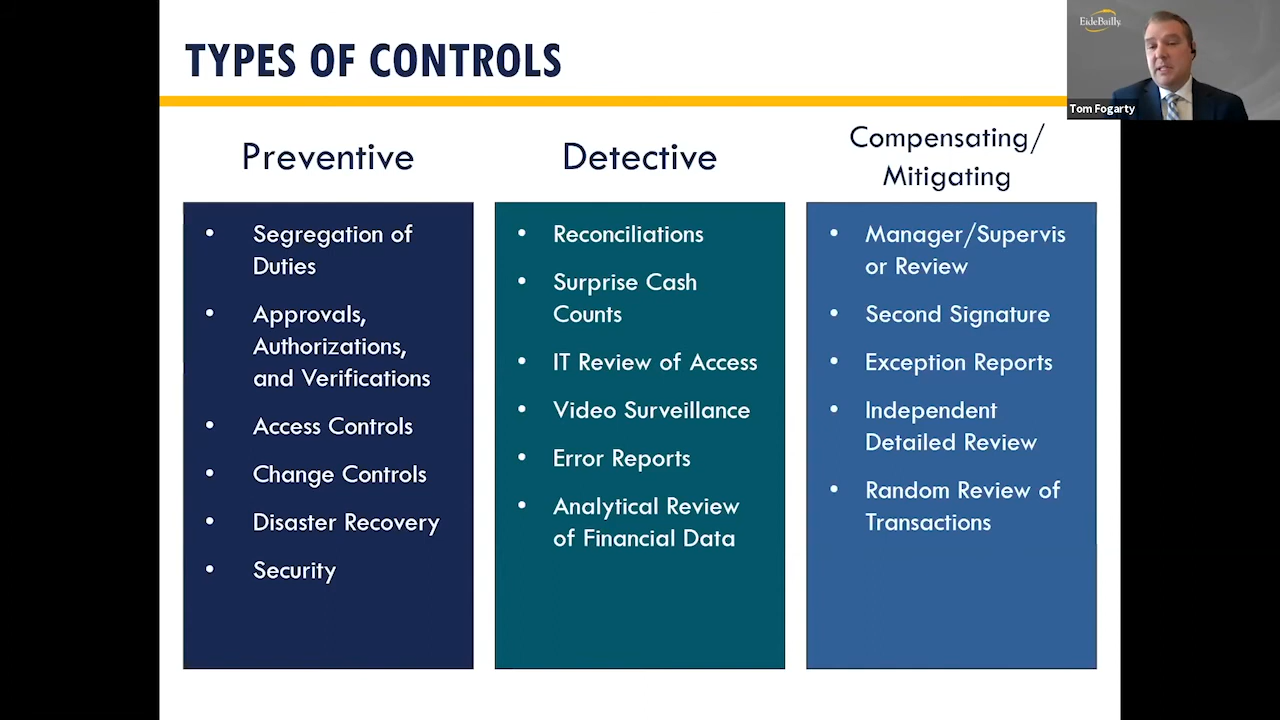 TYPES OF CONTROLS
EideBailly
Tom Fogarty
Preventive
• Segregation of
Duties
• Approvals,
Authorizations,
and Verifications
• Access Controls
• Change Controls
• Disaster Recovery
• Security
Detective
• Reconciliations
• Surprise Cash
Counts
• IT Review of Access
• Video Surveillance
• Error Reports
• Analytical Review
of Financial Data
Compensating/
Mitigating
• Manager/Supervis
or Review
• Second Signature
• Exception Reports
• Independent
Detailed Review
• Random Review of
Transactions